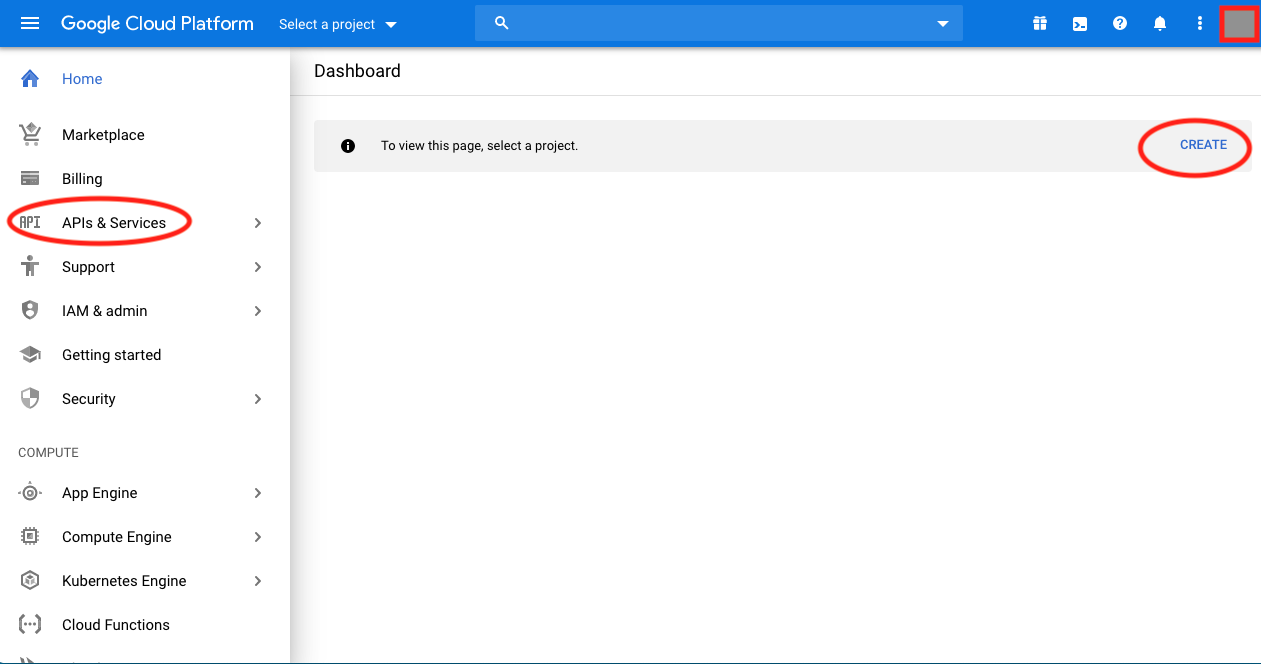 Google Cloud Platform
Select a project
Home
Marketplace
Billing
API APIs & Services
Support
IAM & admin
Getting started
Security
COMPUTE
App Engine
Compute Engine
Kubernetes Engine
Cloud Functions
Dashboard
To view this page, select a project.
CREATE